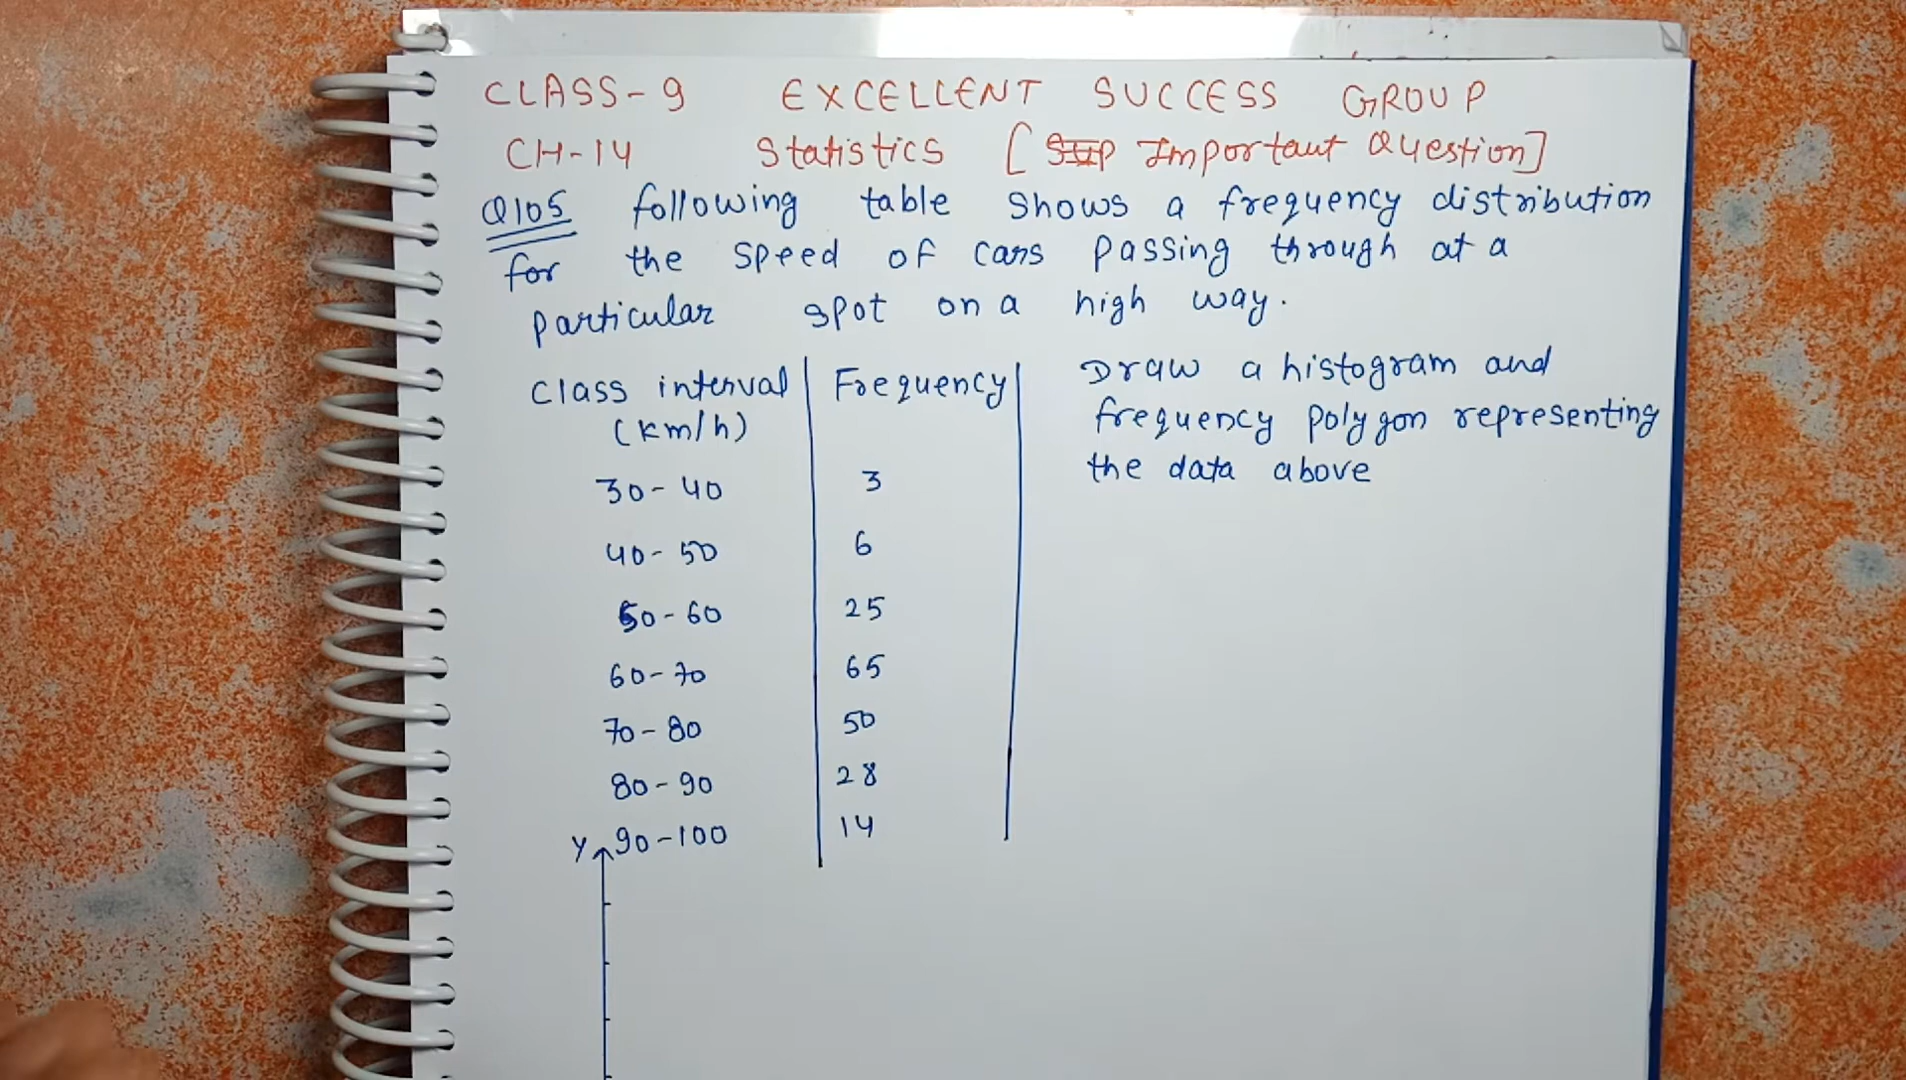 CLASS-9 EXCELLENT SUCCESS GROUP
CH-14 Statistics [Important Question]
Q105 following table shows a frequency distribution
for the speed of cars passing through at a
particular spot on a high way.
Class interval Frequency
(km/h)
30-40 3
40-50 6
50-60 25
60-70 65
70-80 50
80-90 28
90-100 14
Draw a histogram and
frequency polygon representing
the data above
Y